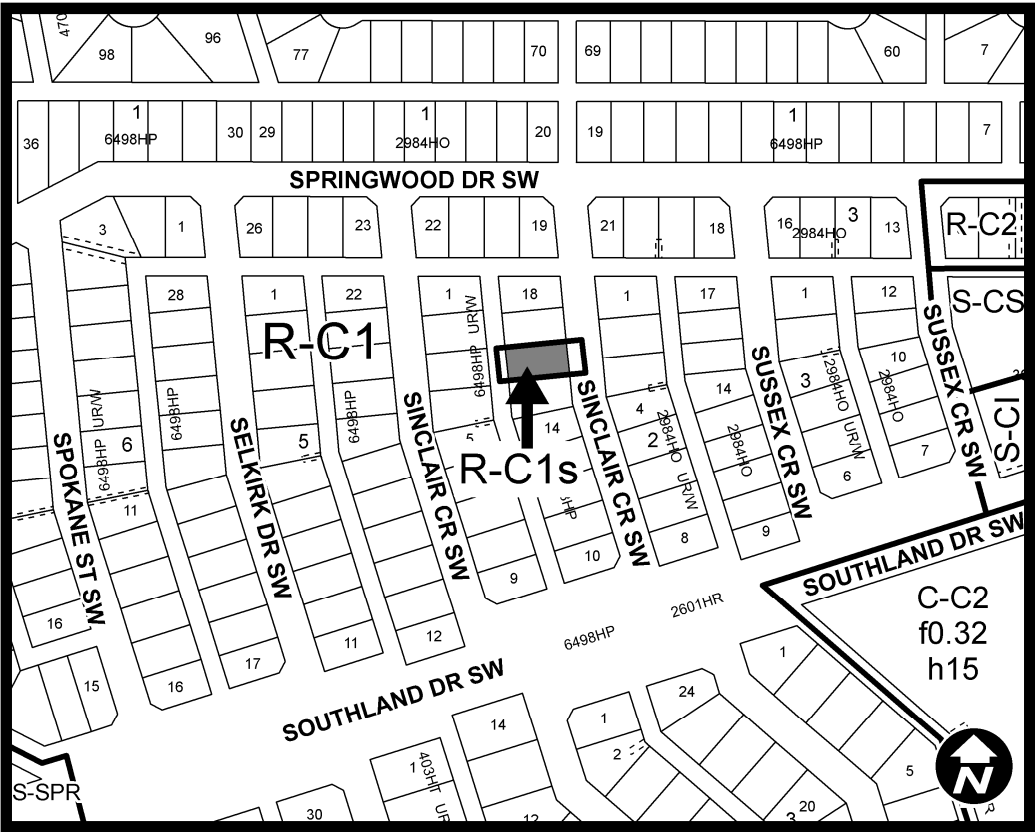 470
98
96
77
70
69
60
7
36
1
6498HP
30
29
1
2984HO
20
19
1
6498HP
7
SPRINGWOOD DR SW
3
1
26
23
22
19
21
18
16
3
2984HO
13
R-C2
28
1
22
1
18
1
17
1
12
S-CS
R-C1
6498HP UR/W
R-C1s
SUSSEX CR SW
SUSSEX CR SW
SINCLAIR CR SW
SINCLAIR CR SW
SELKIRK DR SW
SPOKANE ST SW
6498HP UR/W
6
6498HP
5
6498HP
5
14
4
2
2984HO UR/W
14
2984HO
3
2984HO UR/W
10
2984HO
7
6
S-CI
11
9
10
8
9
SOUTHLAND DR SW
C-C2
f0.32
h15
2601HR
6498HP
16
15
16
17
11
12
SOUTHLAND DR SW
14
1
403HT UR
30
12
1
2
24
1
5
3
20
S-SPR
N